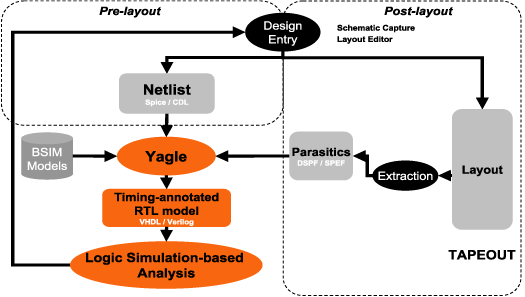 Pre-layout
Post-layout
Design
Entry
Schematic Capture
Layout Editor
Netlist
Spice / CDL
BSIM
Models
Yagle
Parasitics
DSPF / SPEF
Extraction
Layout
Timing-annotated
RTL model
VHDL / Verilog
Logic Simulation-based
Analysis
TAPEOUT